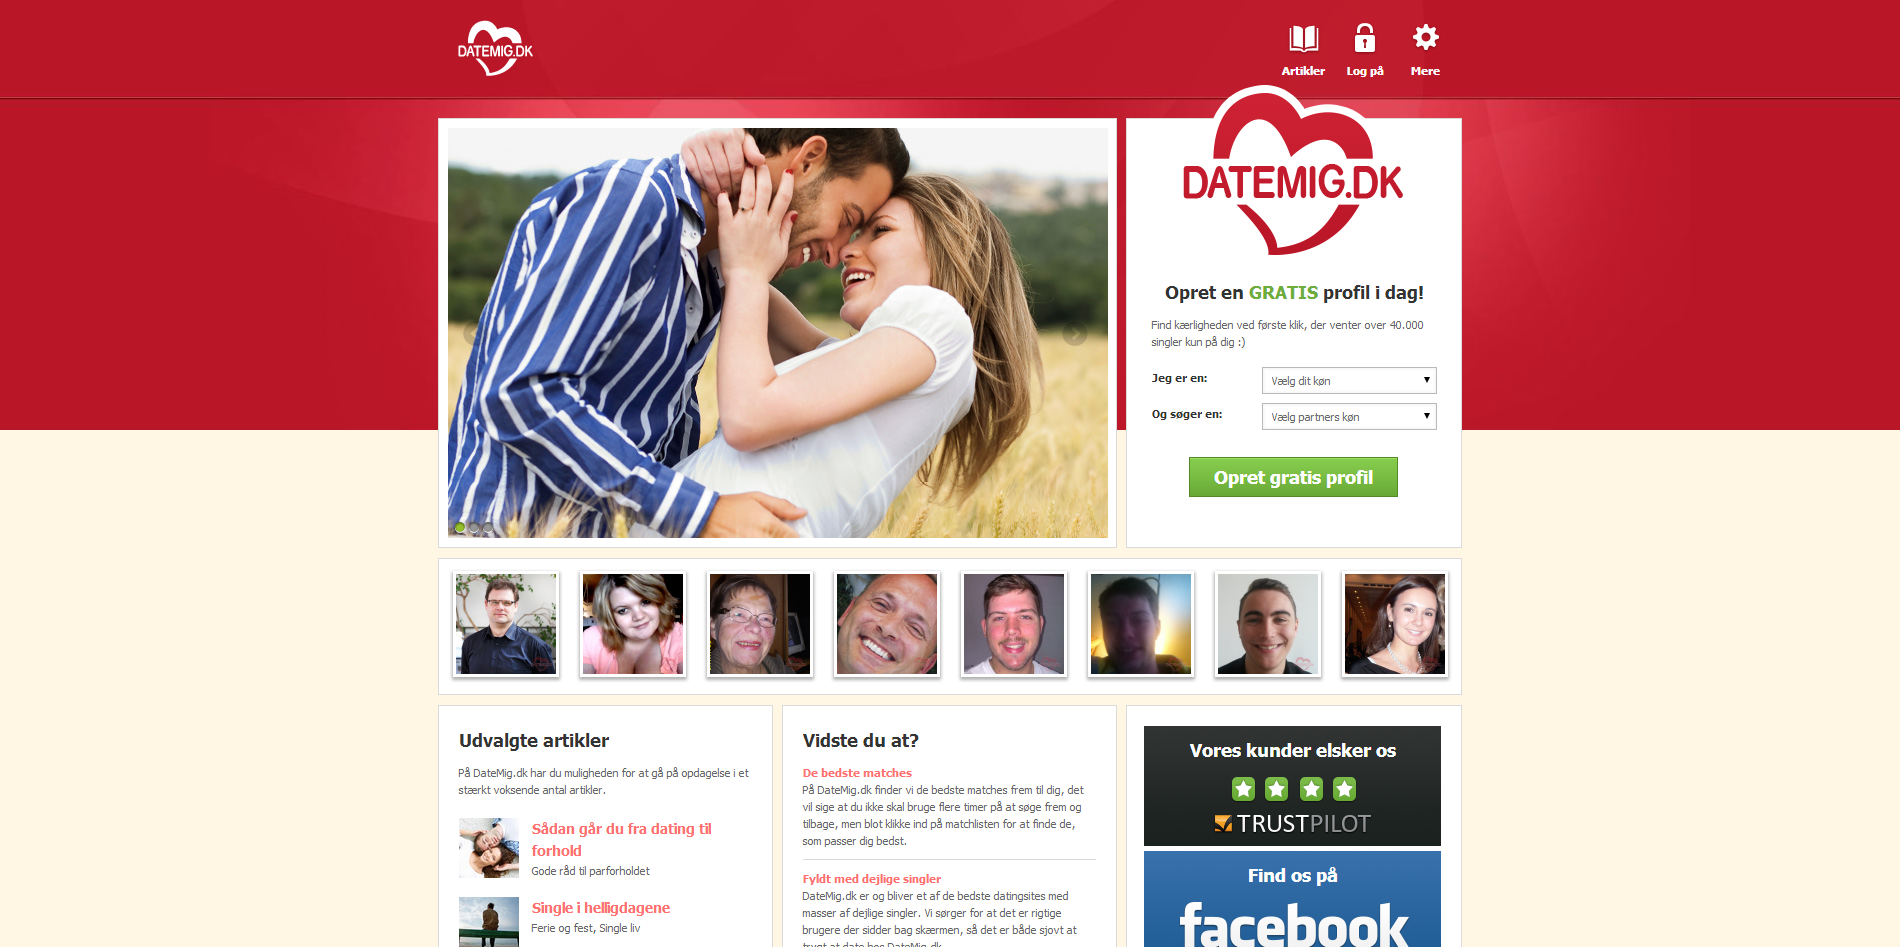 DATEMIG.DK
Artikler
Log på
Mere
DATEMIG.DK
Opret en GRATIS profil i dag!
Find kærligheden ved første klik, der venter over 40.000
singler kun på dig :)
Jeg er en:
Vælg dit køn
Og søger en:
Vælg partners køn
Opret gratis profil
Udvalgte artikler
På DateMig.dk har du muligheden for at gå på opdagelse i et
stærkt voksende antal artikler.
Sådan går du fra dating til
forhold
Gode råd til parforholdet
Single i helligdagene
Ferie og fest, Single liv
Vidste du at?
De bedste matches
På DateMig.dk finder vi de bedste matches frem til dig, det
vil sige at du ikke skal bruge flere timer på at søge frem og
tilbage, men blot klikke ind på matchlisten for at finde de,
som passer dig bedst.
Fyldt med dejlige singler
DateMig.dk er og bliver et af de bedste datingsites med
masser af dejlige singler. Vi sørger for at det er rigtige
brugere der sidder bag skærmen, så det er både sjovt at
trygt at date hos DateMig.dk
Vores kunder elsker os
TRUSTPILOT
Find os på
facebook